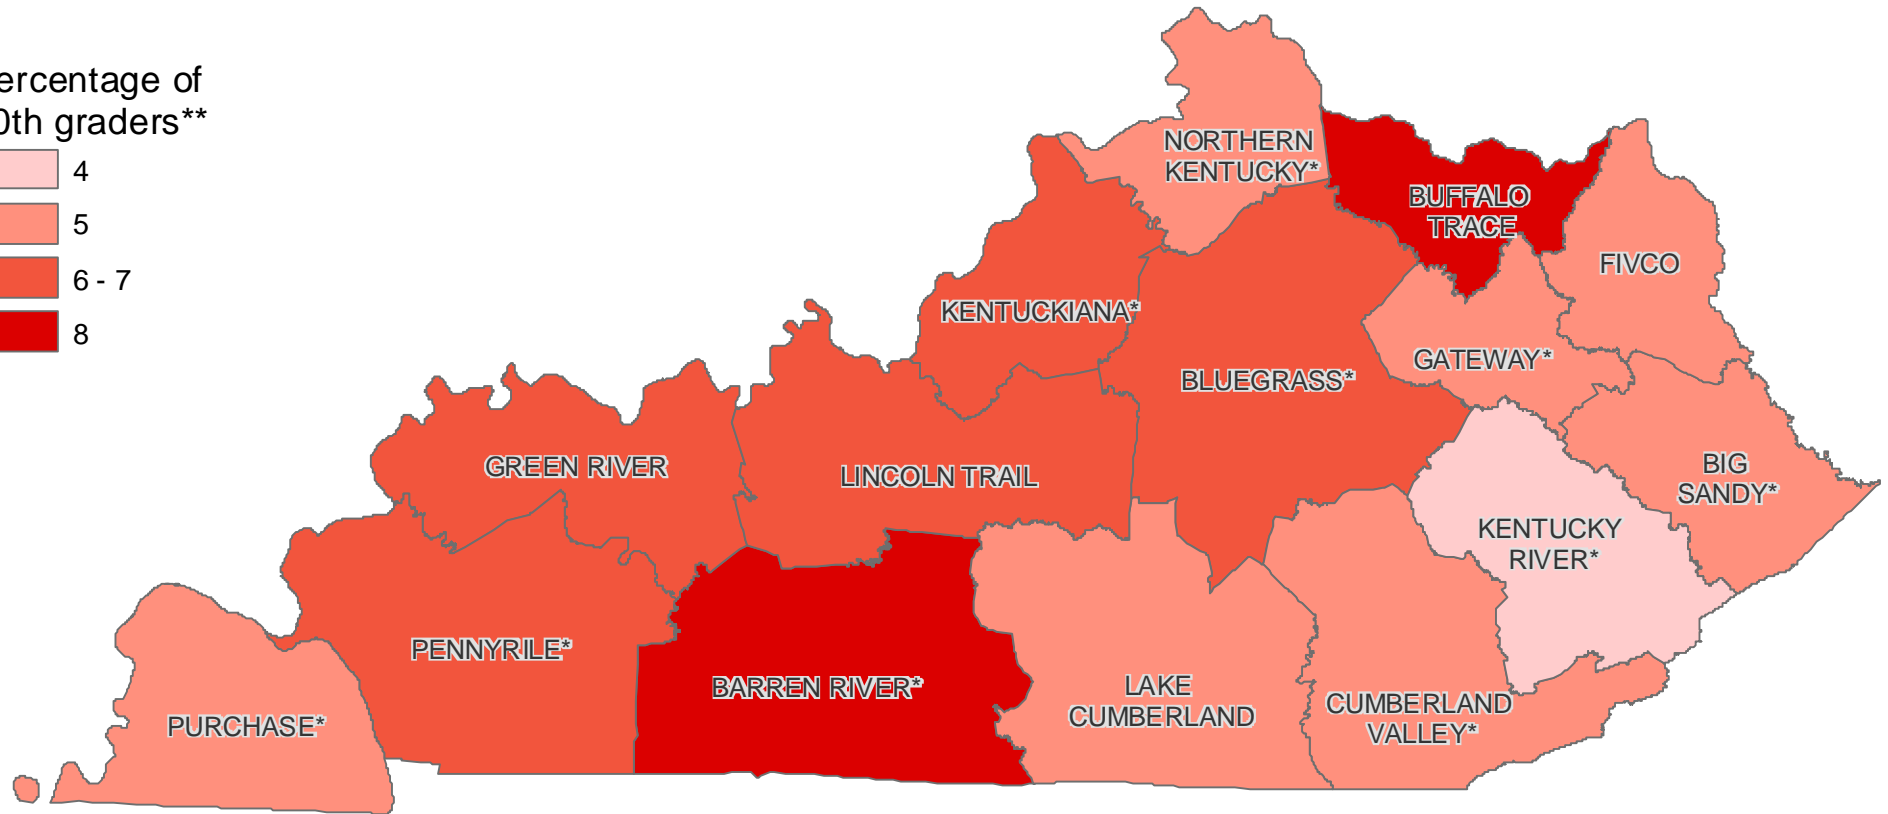 ercentage of
0th graders**
4
5
6 - 7
8
NORTHERN
KENTUCKY*
BUFFALO
TRACE
FIVCO
KENTUCKIANA*
GATEWAY*
BLUEGRASS*
GREEN RIVER
LINCOLN TRAIL
BIG
SANDY*
KENTUCKY
RIVER*
PENNYRILE*
BARREN RIVER*
LAKE
CUMBERLAND
CUMBERLAND
VALLEY*
PURCHASE*